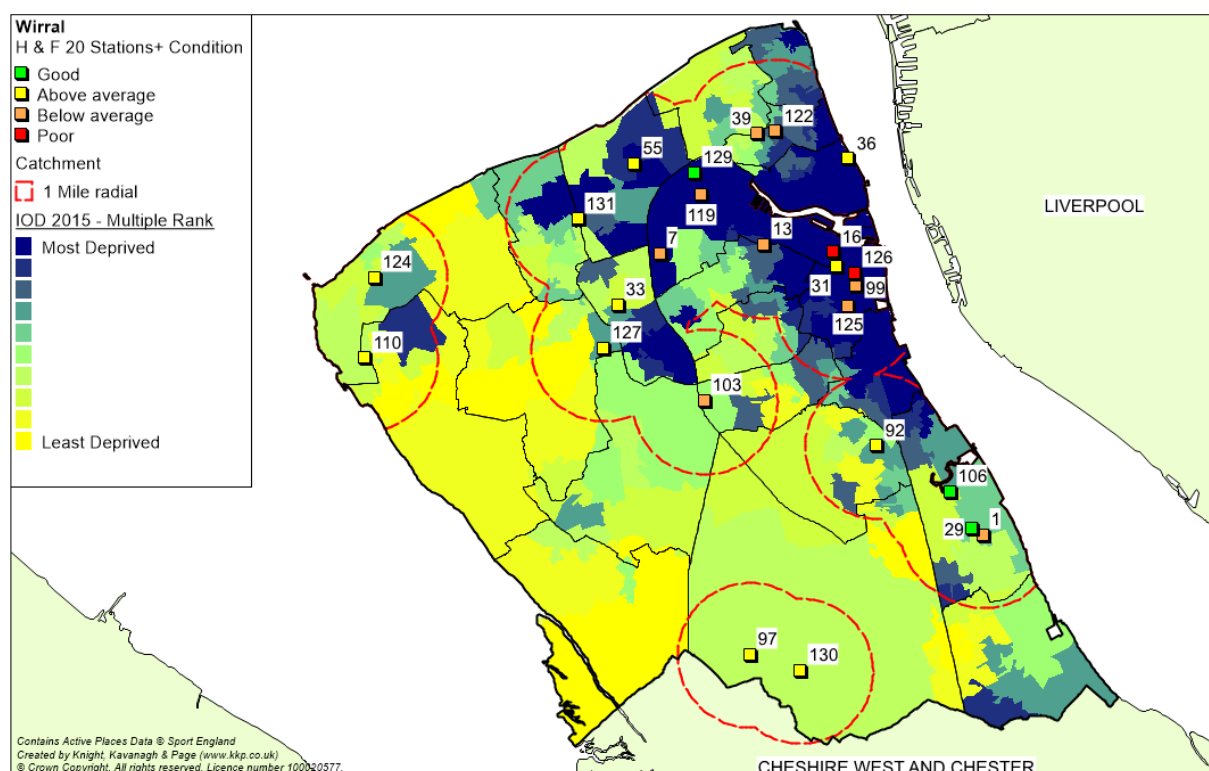 Wirral
H & F 20 Stations+ Condition
Good
Above average
Below average
Poor
Catchment
1 Mile radial
IOD 2015 - Multiple Rank
Most Deprived
Least Deprived
39
122
36
55
129
LIVERPOOL
131
119
13
16
7
126
124
31
99
33
125
127
110
103
92
106
29
1
97
130
Contains Active Places Data © Sport England
Created by Knight, Kavanagh & Page (www.kkp.co.uk)
© Crown Copyright. All rights reserved. Licence number 100020577.
CHESHIRE WEST AND CHESTER